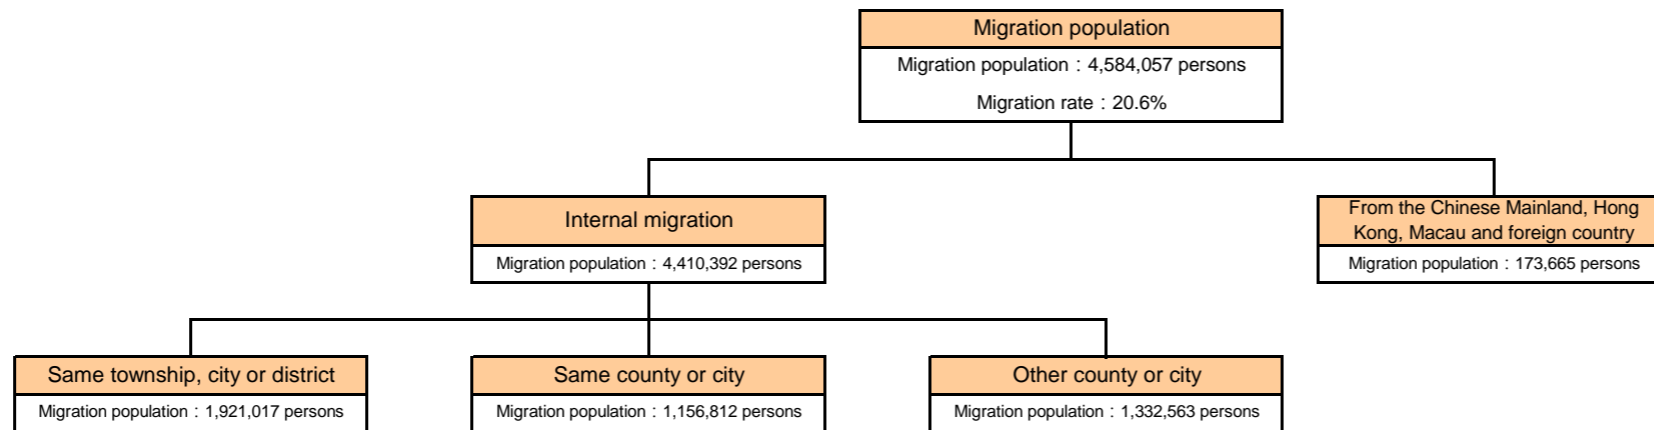 Migration population
Migration population：4,584,057 persons
Migration rate：20.6%
Internal migration
Migration population：4,410,392 persons
From the Chinese Mainland, Hong
Kong, Macau and foreign country
Migration population：173,665 persons
Same township, city or district
Migration population：1,921,017 persons
Same county or city
Migration population：1,156,812 persons
Other county or city
Migration population：1,332,563 persons